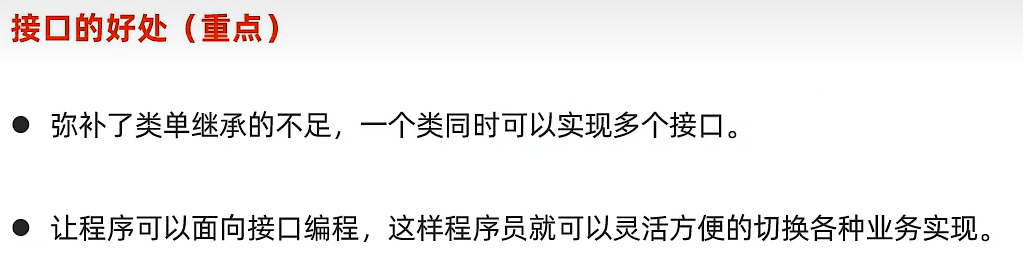 接口的好处（重点）
● 弥补了类单继承的不足，一个类同时可以实现多个接口。
● 让程序可以面向接口编程，这样程序员就可以灵活方便的切换各种业务实现。